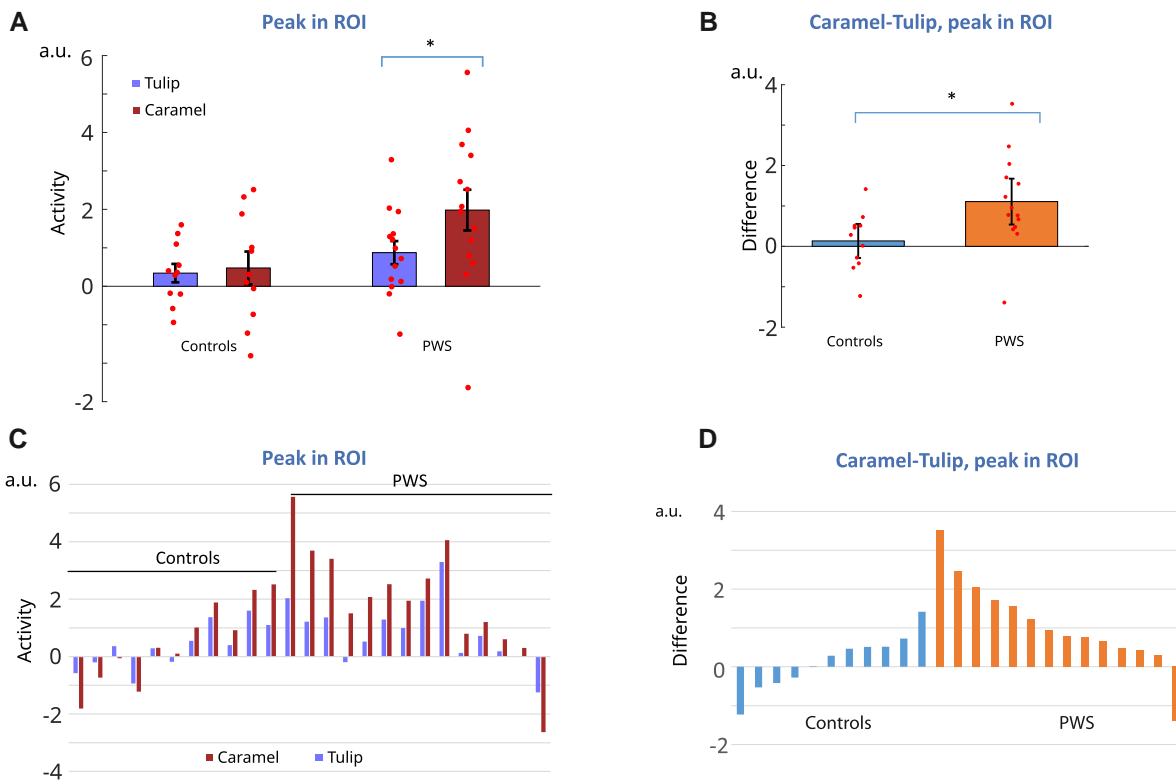 A
Peak in ROI
a.u.
6
*
Tulip
Caramel
4
2
0
-2
Activity
Controls
PWS
B
Caramel-Tulip, peak in ROI
a.u.
4
*
2
0
-2
Difference
Controls
PWS
C
Peak in ROI
a.u.
6
PWS
4
Controls
2
0
-2
-4
Activity
Caramel
Tulip
D
Caramel-Tulip, peak in ROI
a.u.
4
2
0
-2
Difference
Controls
PWS